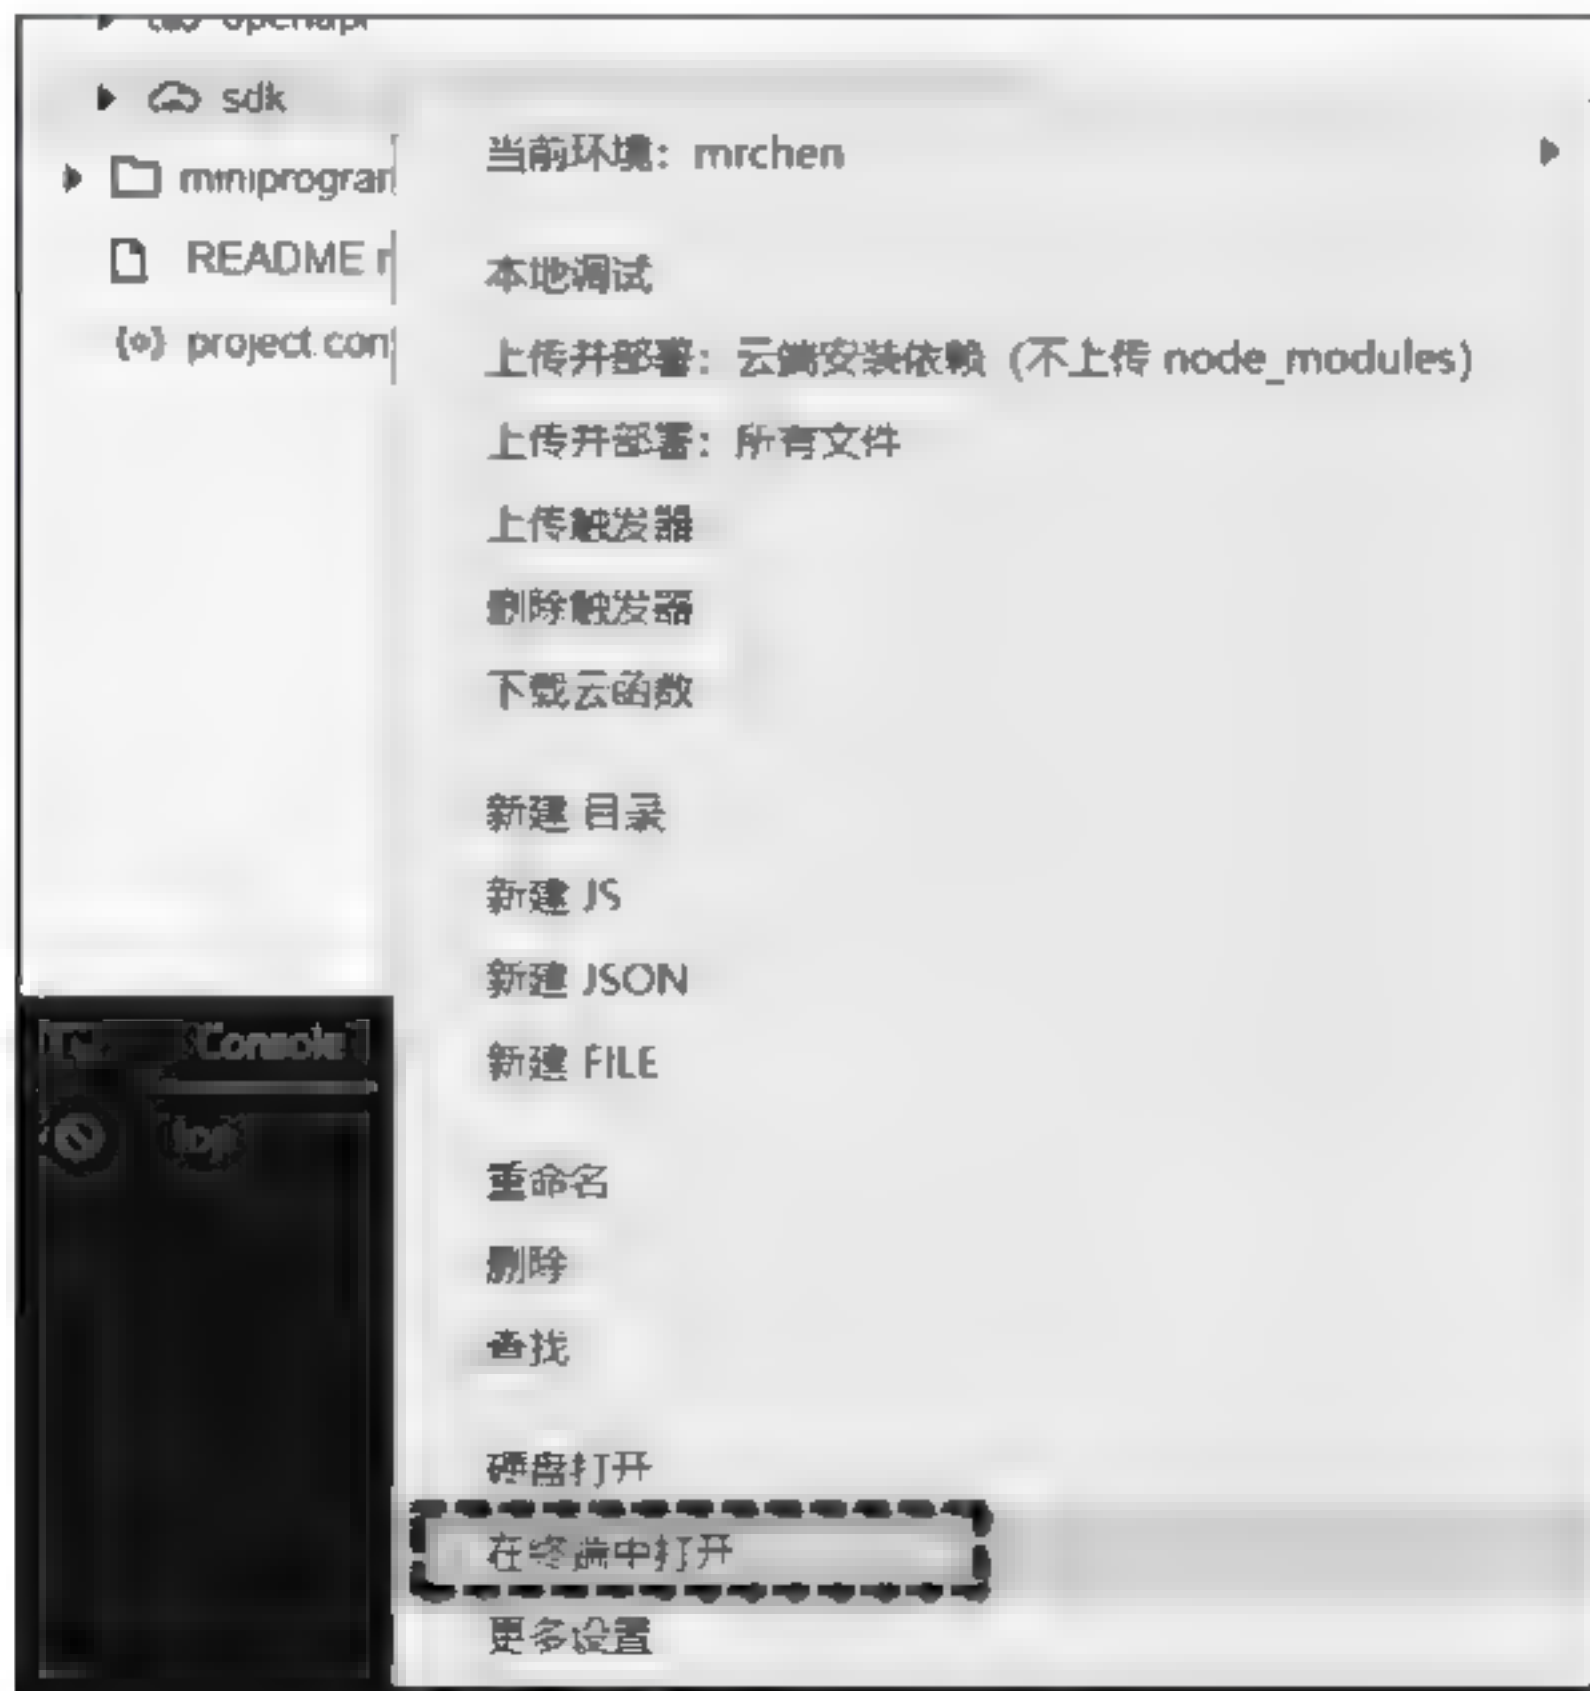 openapi
sdk
miniprogram
README
project.con
当前环境：mrchen
本地调试
上传并部署：云端安装依赖 (不上传 node_modules)
上传并部署：所有文件
上传触发器
删除触发器
下载云函数
新建 目录
新建 JS
新建 JSON
新建 FILE
重命名
删除
查找
硬盘打开
在终端中打开
更多设置
Console
top